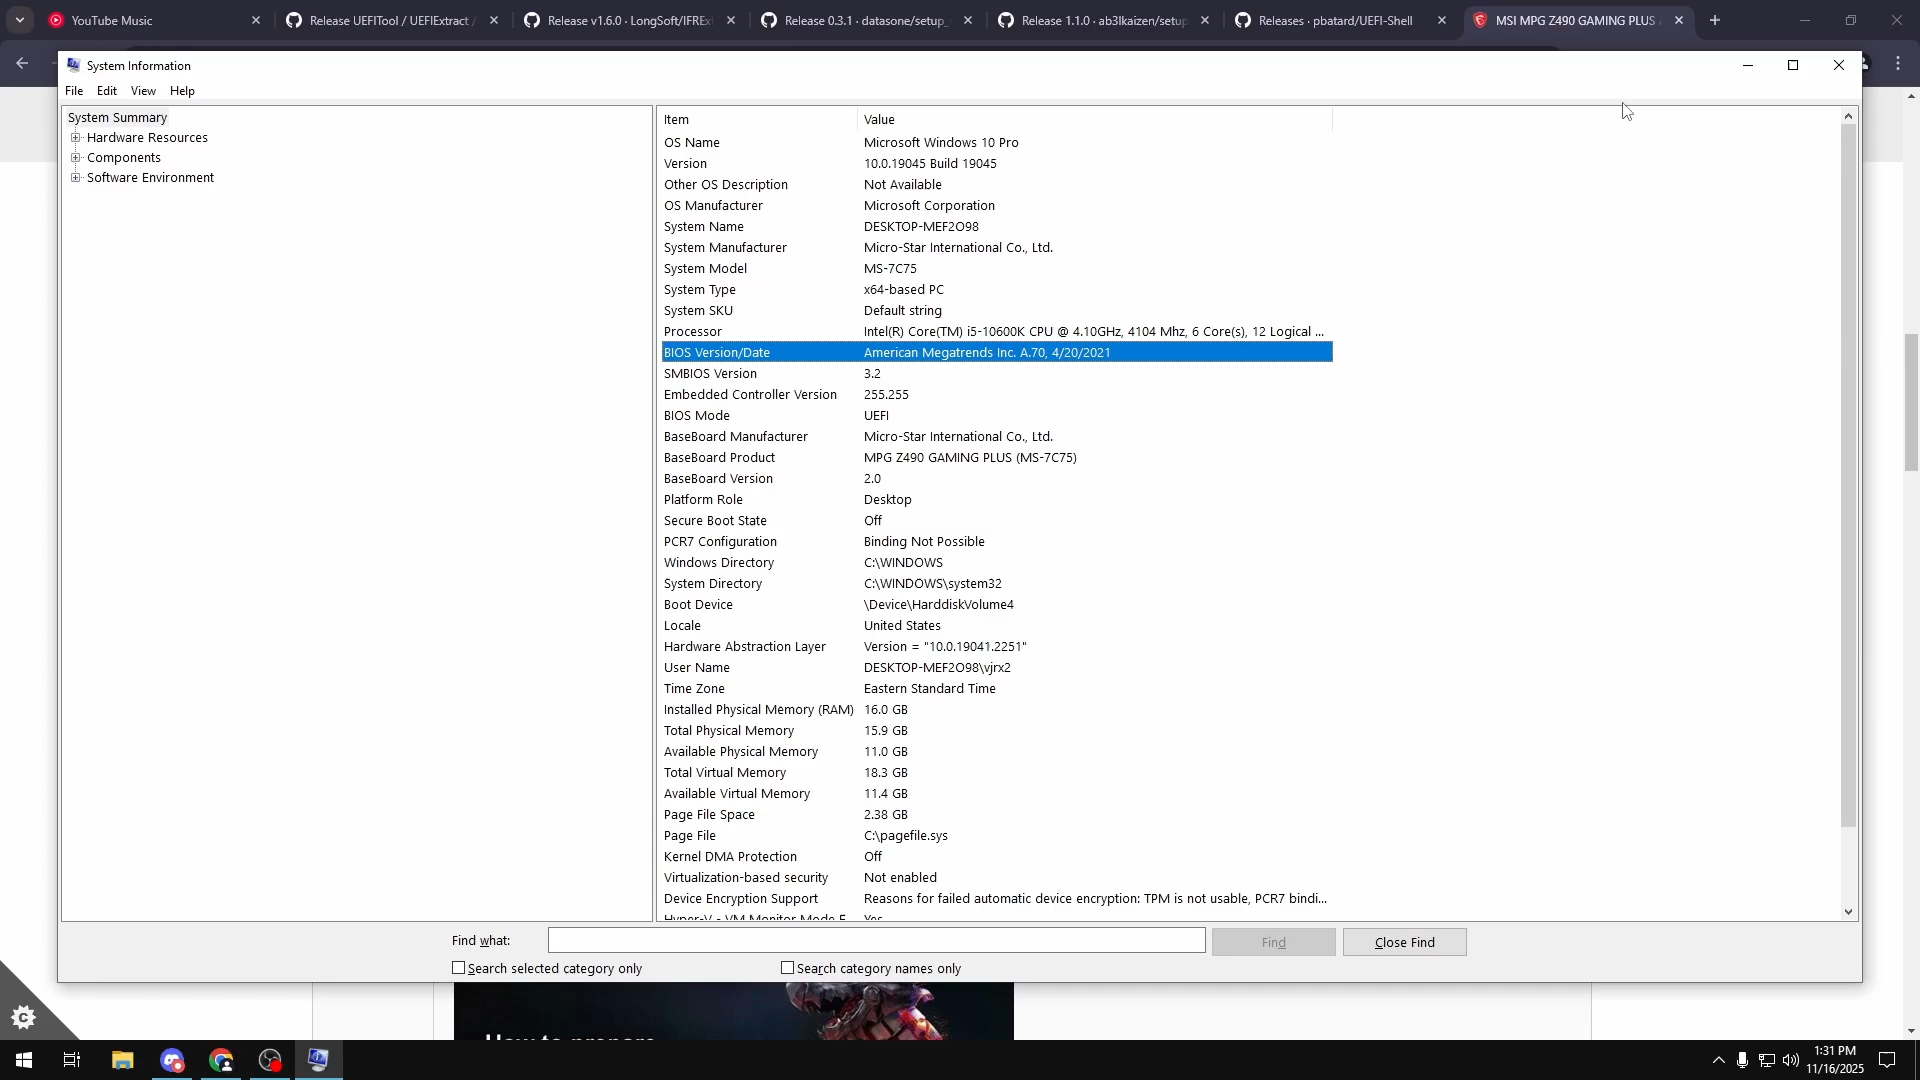 YouTube Music
Release UEFITool / UEFIExtract /
Release v1.6.0 · LongSoft/IFRExt
Release 0.3.1 · datasone/setup_
Release 1.1.0 · ab3lkaizen/setup
Releases · pbatard/UEFI-Shell
MSI MPG Z490 GAMING PLUS
System Information
File Edit View Help
System Summary
Hardware Resources
Components
Software Environment
Item Value
OS Name Microsoft Windows 10 Pro
Version 10.0.19045 Build 19045
Other OS Description Not Available
OS Manufacturer Microsoft Corporation
System Name DESKTOP-MEF2O98
System Manufacturer Micro-Star International Co., Ltd.
System Model MS-7C75
System Type x64-based PC
System SKU Default string
Processor Intel(R) Core(TM) i5-10600K CPU @ 4.10GHz, 4104 Mhz, 6 Core(s), 12 Logical ...
BIOS Version/Date American Megatrends Inc. A.70, 4/20/2021
SMBIOS Version 3.2
Embedded Controller Version 255.255
BIOS Mode UEFI
BaseBoard Manufacturer Micro-Star International Co., Ltd.
BaseBoard Product MPG Z490 GAMING PLUS (MS-7C75)
BaseBoard Version 2.0
Platform Role Desktop
Secure Boot State Off
PCR7 Configuration Binding Not Possible
Windows Directory C:\WINDOWS
System Directory C:\WINDOWS\system32
Boot Device \Device\HarddiskVolume4
Locale United States
Hardware Abstraction Layer Version = "10.0.19041.2251"
User Name DESKTOP-MEF2O98\vjrx2
Time Zone Eastern Standard Time
Installed Physical Memory (RAM) 16.0 GB
Total Physical Memory 15.9 GB
Available Physical Memory 11.0 GB
Total Virtual Memory 18.3 GB
Available Virtual Memory 11.4 GB
Page File Space 2.38 GB
Page File C:\pagefile.sys
Kernel DMA Protection Off
Virtualization-based security Not enabled
Device Encryption Support Reasons for failed automatic device encryption: TPM is not usable, PCR7 bindi...
Hyper-V - VM Monitor Mode E Yes
Find what: Find Close Find
Search selected category only Search category names only
How to prepare
1:31 PM
11/16/2025